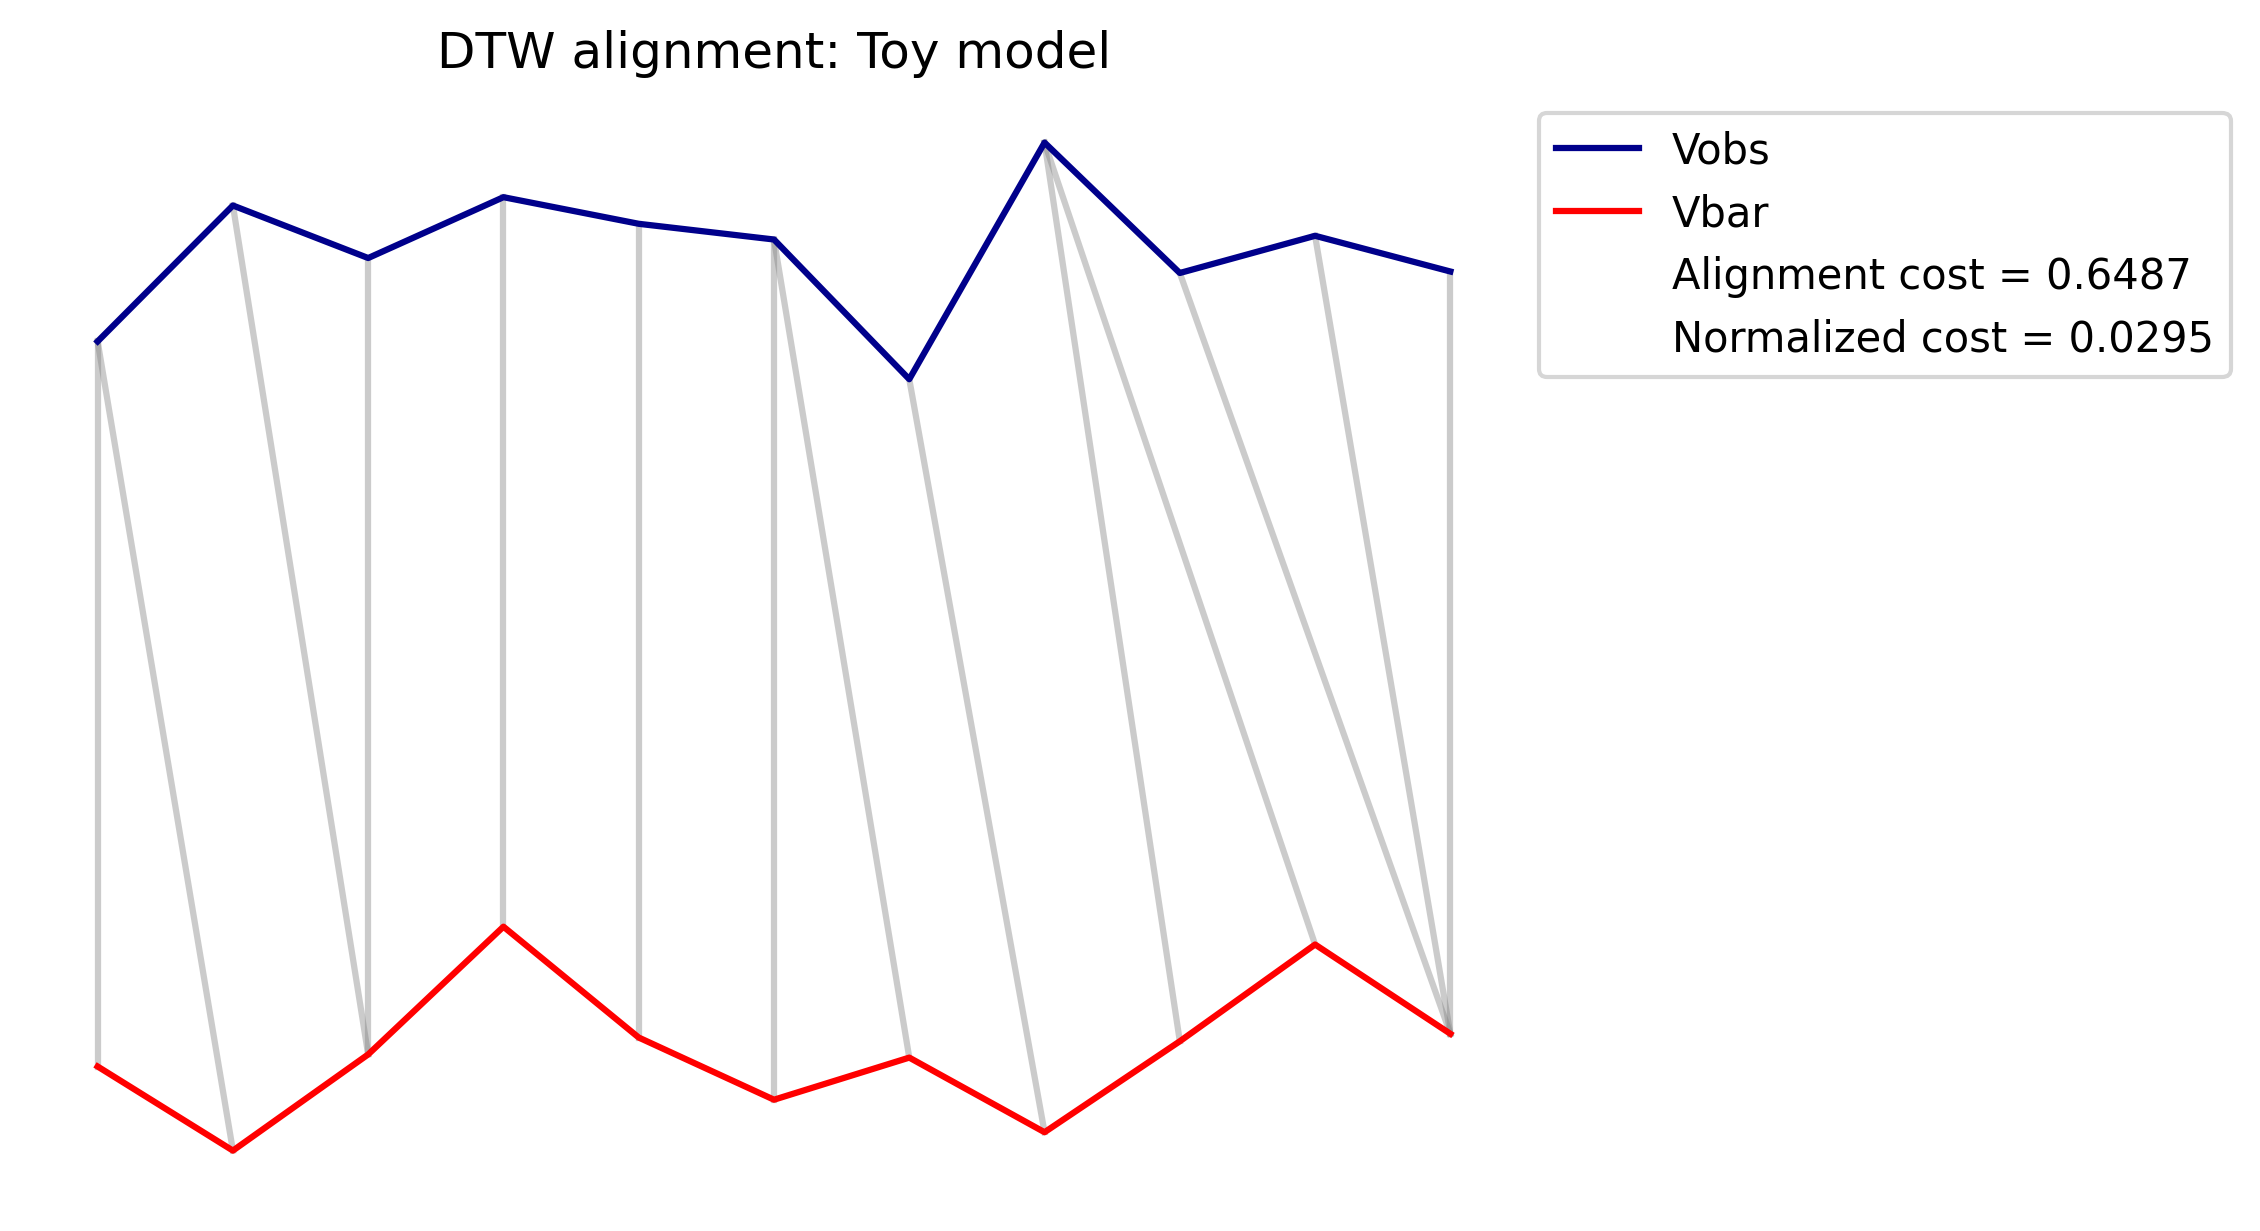 DTW alignment: Toy model
Vobs
Vbar
Alignment cost = 0.6487
Normalized cost = 0.0295